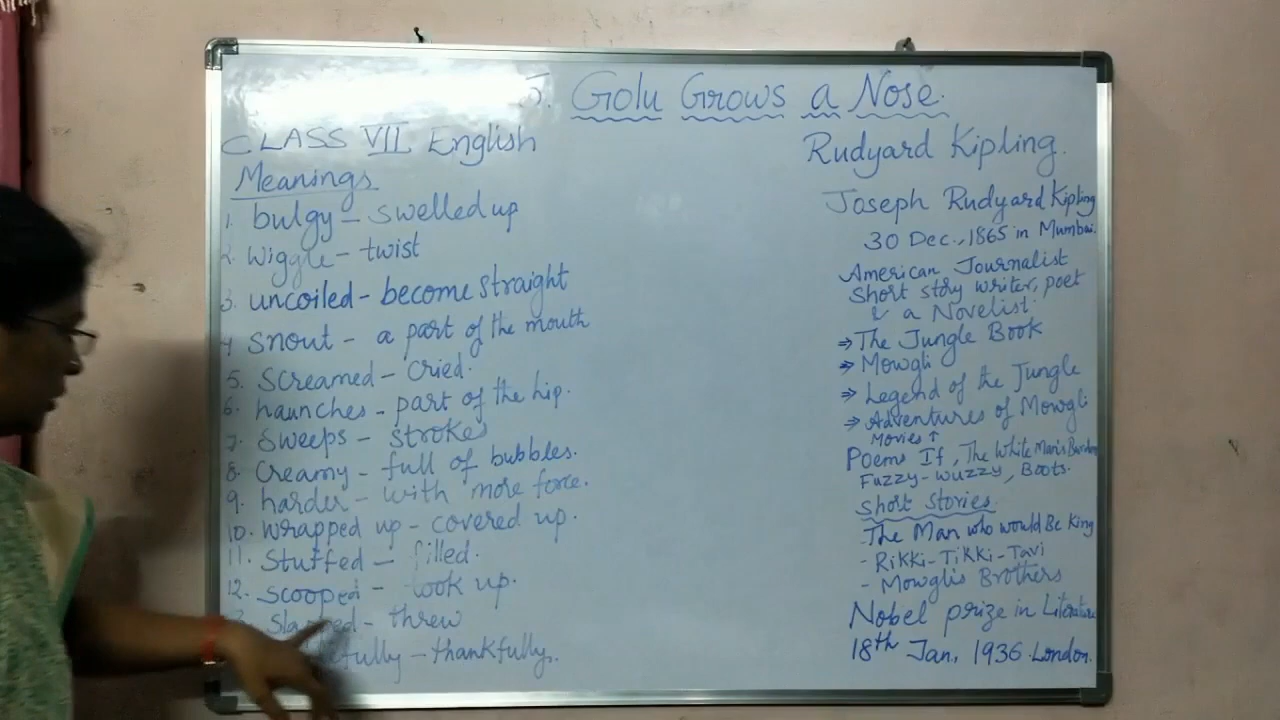 5. Golu Grows a Nose.
CLASS VII English
Meanings
1. bulgy - swelled up
2. wiggle - twist
3. uncoiled - become straight
4 snout - a part of the mouth
5. screamed - cried.
6. haunches - part of the hip.
7. sweeps - strokes
8. creamy - full of bubbles.
9. harder - with more force.
10. wrapped up - covered up.
11. stuffed - filled.
12. scooped - took up.
threw
- thankfully.
Rudyard Kipling.
Joseph Rudyard Kipling
30 Dec., 1865 in Mumbai.
American Journalist
short story writer, poet
& a Novelist.
⇒ The Jungle Book
⇒ Mowgli
⇒ Legend of the Jungle
⇒ Adventures of Mowgli
Movies ↑
Poems If, The White Man's Burden
Fuzzy-wuzzy, Boots.
Short Stories
The Man who would Be King
- Rikki-Tikki-Tavi
- Mowgli's Brothers
Nobel prize in Literature
18th Jan, 1936 London.